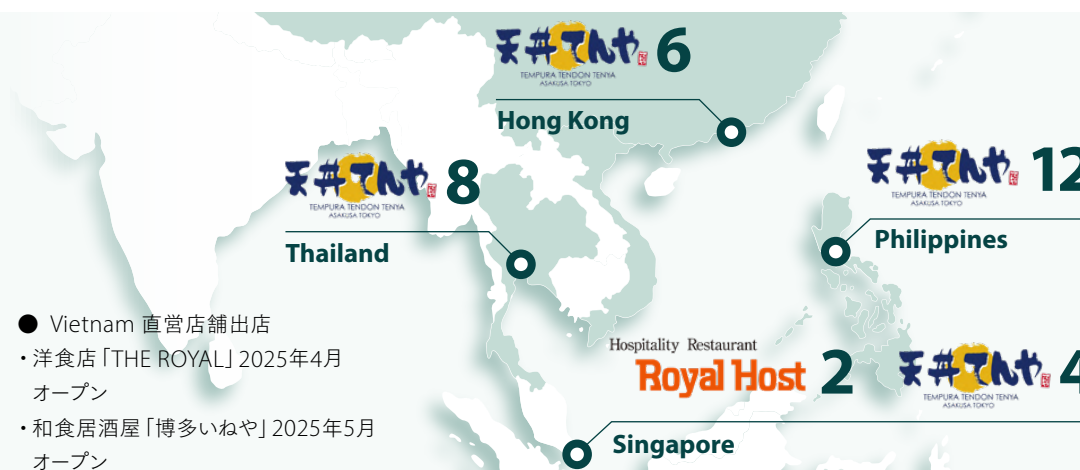 天丼てんや 6
TEMPURA TENDON TENYA
ASAKUSA TOKYO
Hong Kong
天丼てんや 8
TEMPURA TENDON TENYA
ASAKUSA TOKYO
Thailand
天丼てんや 12
TEMPURA TENDON TENYA
ASAKUSA TOKYO
Philippines
● Vietnam 直営店舗出店
・洋食店「THE ROYAL」2025年4月
オープン
・和食居酒屋「博多いねや」2025年5月
オープン
Hospitality Restaurant
Royal Host 2
天丼てんや 4
TEMPURA TENDON TENYA
ASAKUSA TOKYO
Singapore